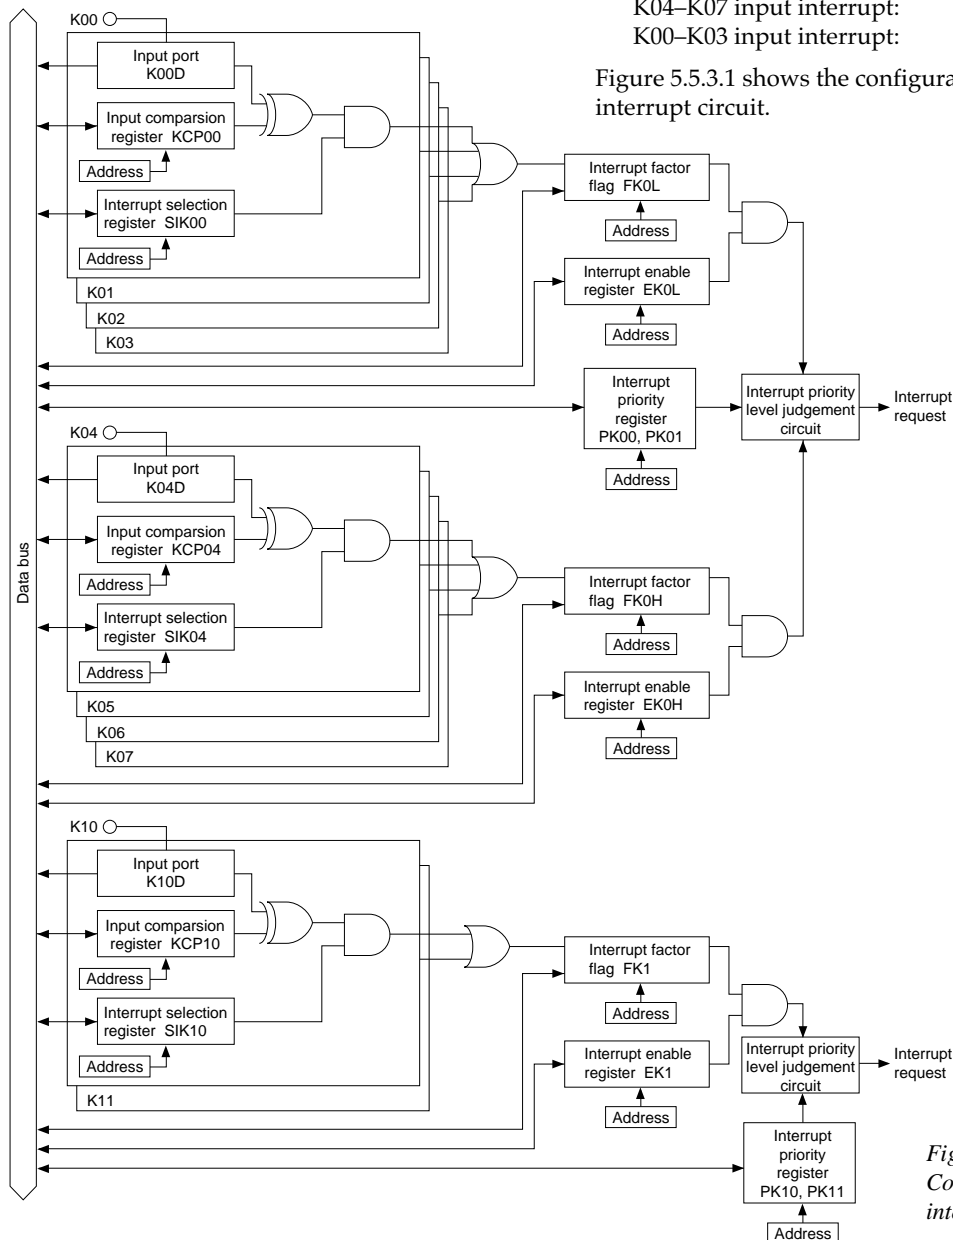 K04–K07 input interrupt:
K00–K03 input interrupt:
Figure 5.5.3.1 shows the configura
interrupt circuit.
Data bus
K00
Input port
K00D
Input comparsion
register KCP00
Address
Interrupt selection
register SIK00
Address
K01
K02
K03
Interrupt factor
flag FK0L
Address
Interrupt enable
register EK0L
Address
Interrupt
priority
register
PK00, PK01
Address
Interrupt priority
level judgement
circuit
Interrupt
request
K04
Input port
K04D
Input comparsion
register KCP04
Address
Interrupt selection
register SIK04
Address
K05
K06
K07
Interrupt factor
flag FK0H
Address
Interrupt enable
register EK0H
Address
K10
Input port
K10D
Input comparsion
register KCP10
Address
Interrupt selection
register SIK10
Address
K11
Interrupt factor
flag FK1
Address
Interrupt enable
register EK1
Address
Interrupt priority
level judgement
circuit
Interrupt
request
Interrupt
priority
register
PK10, PK11
Address
Fig
Co
inte